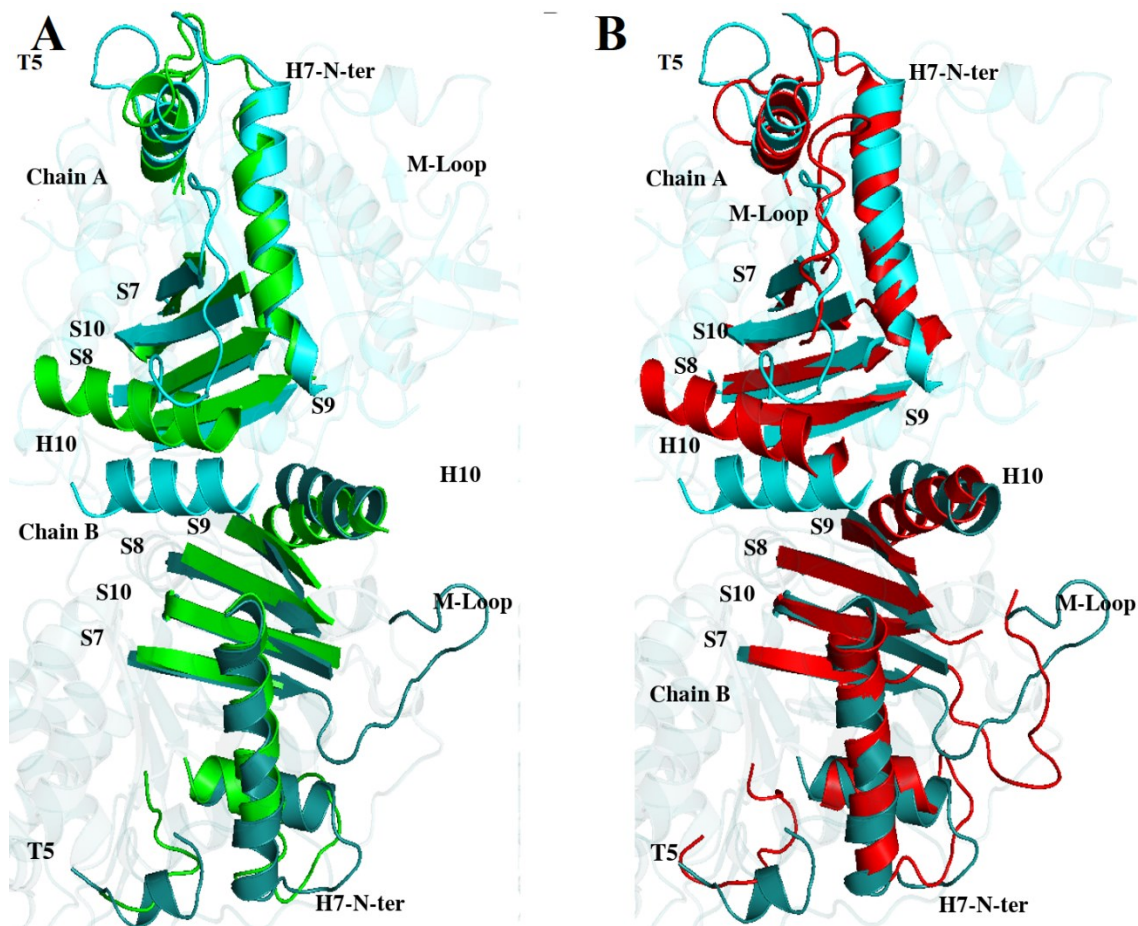 A
T5
H7-N-ter
M-Loop
Chain A
S7
S10
S8
S9
H10
H10
Chain B
S9
S8
S10
M-Loop
S7
T5
H7-N-ter
B
T5
H7-N-ter
Chain A
M-Loop
S7
S10
S8
S9
H10
H10
S9
S8
S10
M-Loop
S7
Chain B
T5
H7-N-ter